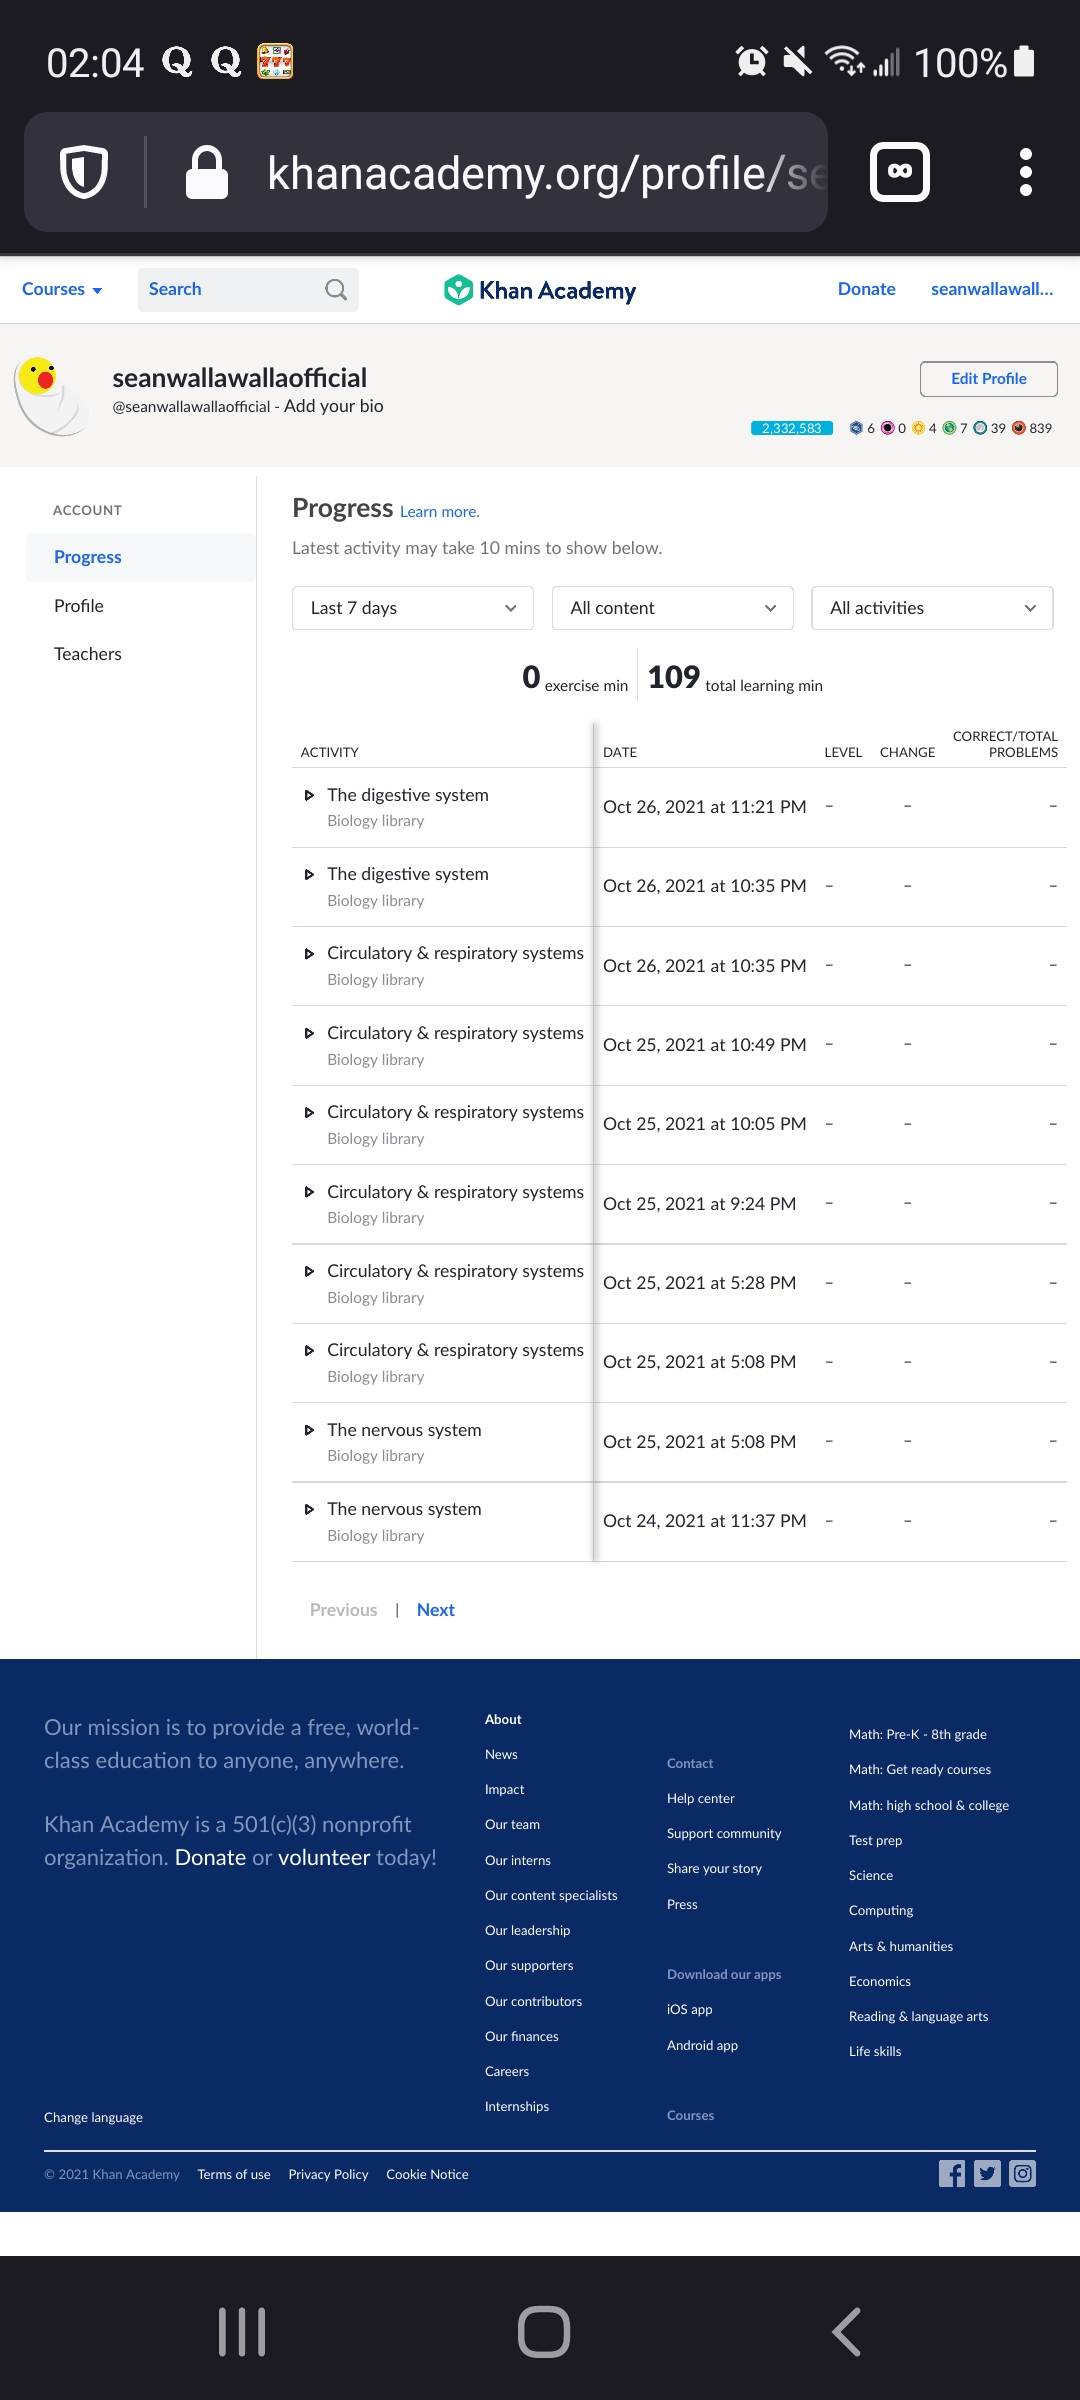 02:04
100%
khanacademy.org/profile/se
Courses
Search
Khan Academy
Donate
seanwallawall...
seanwallawallaofficial
@seanwallawallaofficial - Add your bio
Edit Profile
2,332,583 6 0 4 7 39 839
ACCOUNT
Progress
Profile
Teachers
Progress Learn more.
Latest activity may take 10 mins to show below.
Last 7 days
All content
All activities
0 exercise min
109 total learning min
ACTIVITY DATE LEVEL CHANGE CORRECT/TOTAL PROBLEMS
The digestive system
Biology library
Oct 26, 2021 at 11:21 PM – – –
The digestive system
Biology library
Oct 26, 2021 at 10:35 PM – – –
Circulatory & respiratory systems
Biology library
Oct 26, 2021 at 10:35 PM – – –
Circulatory & respiratory systems
Biology library
Oct 25, 2021 at 10:49 PM – – –
Circulatory & respiratory systems
Biology library
Oct 25, 2021 at 10:05 PM – – –
Circulatory & respiratory systems
Biology library
Oct 25, 2021 at 9:24 PM – – –
Circulatory & respiratory systems
Biology library
Oct 25, 2021 at 5:28 PM – – –
Circulatory & respiratory systems
Biology library
Oct 25, 2021 at 5:08 PM – – –
The nervous system
Biology library
Oct 25, 2021 at 5:08 PM – – –
The nervous system
Biology library
Oct 24, 2021 at 11:37 PM – – –
Previous | Next
Our mission is to provide a free, world-
class education to anyone, anywhere.
Khan Academy is a 501(c)(3) nonprofit
organization. Donate or volunteer today!
About
News
Impact
Our team
Our interns
Our content specialists
Our leadership
Our supporters
Our contributors
Our finances
Careers
Internships
Contact
Help center
Support community
Share your story
Press
Download our apps
iOS app
Android app
Courses
Math: Pre-K - 8th grade
Math: Get ready courses
Math: high school & college
Test prep
Science
Computing
Arts & humanities
Economics
Reading & language arts
Life skills
Change language
© 2021 Khan Academy Terms of use Privacy Policy Cookie Notice